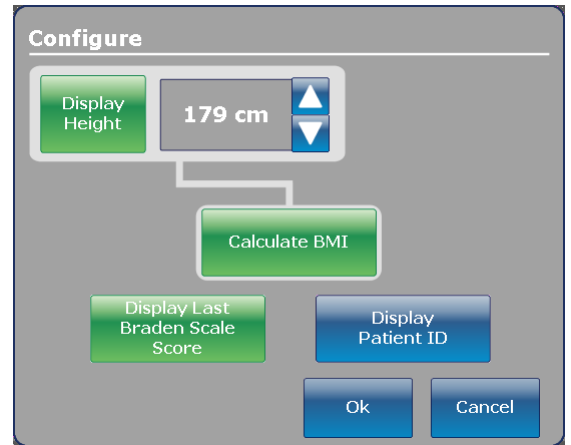 Configure
Display
Height
179 cm
Calculate BMI
Display Last
Braden Scale
Score
Display
Patient ID
Ok
Cancel